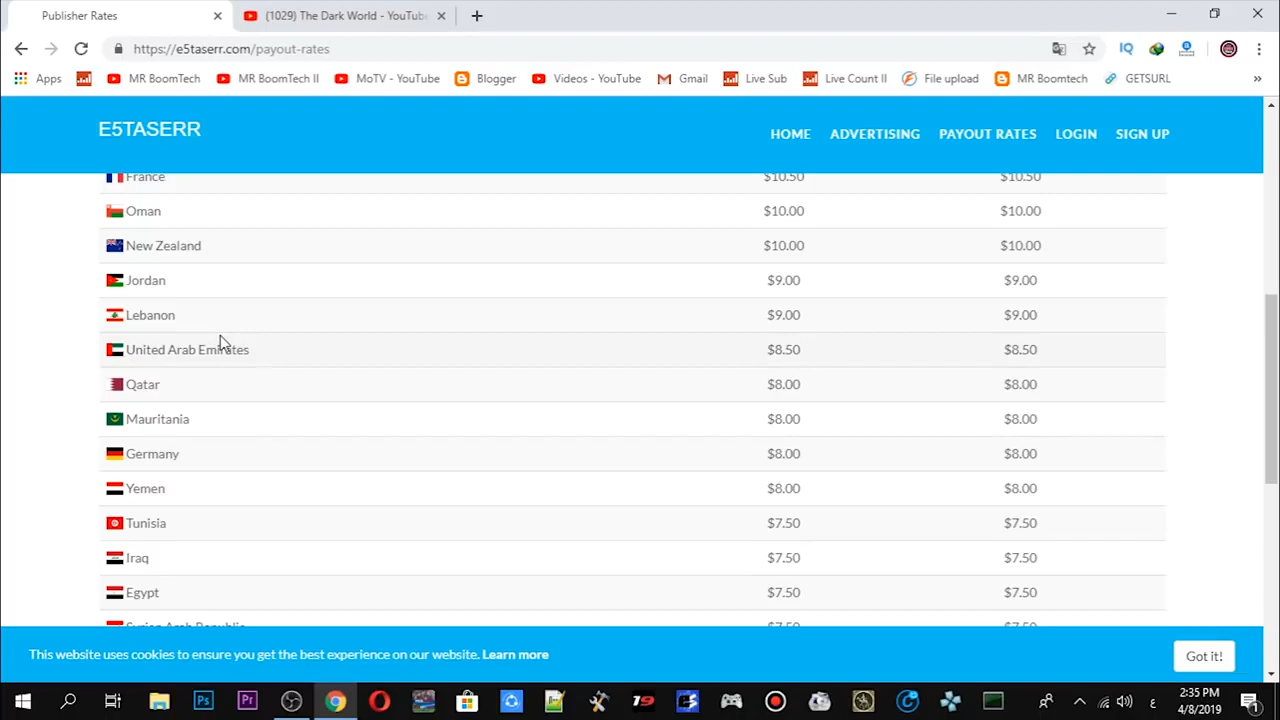 Publisher Rates
(1029) The Dark World - YouTube
https://e5taserr.com/payout-rates
Apps
MR BoomTech
MR BoomTech II
MoTV - YouTube
Blogger
Videos - YouTube
Gmail
Live Sub
Live Count II
File upload
MR Boomtech
GETSURL
E5TASERR
HOME ADVERTISING PAYOUT RATES LOGIN SIGN UP
France $10.50 $10.50
Oman $10.00 $10.00
New Zealand $10.00 $10.00
Jordan $9.00 $9.00
Lebanon $9.00 $9.00
United Arab Emirates $8.50 $8.50
Qatar $8.00 $8.00
Mauritania $8.00 $8.00
Germany $8.00 $8.00
Yemen $8.00 $8.00
Tunisia $7.50 $7.50
Iraq $7.50 $7.50
Egypt $7.50 $7.50
Syrian Arab Republic $7.50 $7.50
This website uses cookies to ensure you get the best experience on our website. Learn more
Got it!
ع
2:35 PM
4/8/2019